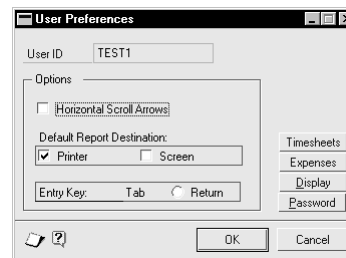 User Preferences
User ID TEST1
Options
Horizontal Scroll Arrows
Default Report Destination:
Printer Screen
Timesheets
Expenses
Entry Key: Tab Return
Display
Password
OK Cancel